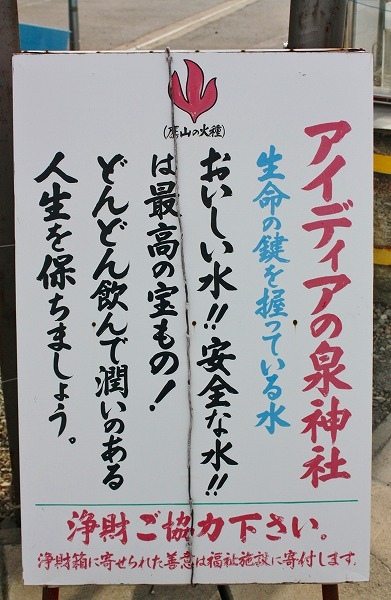 アイディアの泉神社
生命の鍵を握っている水
(鷹山の火種)
おいしい水!!安全な水!!
は最高の宝もの!
どんどん飲んで潤いのある
人生を保ちましょう。
浄財ご協力下さい。
浄財箱に寄せられた善意は福祉施設に寄付します。